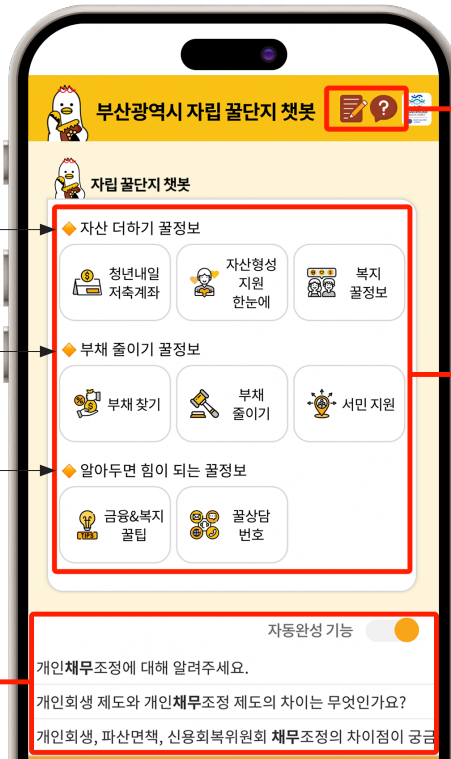 부산광역시 자립 꿀단지 챗봇
자립 꿀단지 챗봇
자산 더하기 꿀정보
청년내일
저축계좌
자산형성
지원
한눈에
복지
꿀정보
부채 줄이기 꿀정보
부채 찾기
부채
줄이기
서민 지원
알아두면 힘이 되는 꿀정보
TIPS
금융&복지
꿀팁
꿀상담
번호
자동완성 기능
개인채무조정에 대해 알려주세요.
개인회생 제도와 개인채무조정 제도의 차이는 무엇인가요?
개인회생, 파산면책, 신용회복위원회 채무조정의 차이점이 궁금